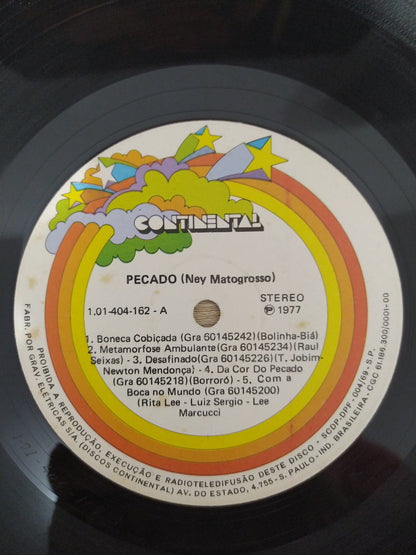 CONTINENTAL
PECADO (Ney Matogrosso)
1.01-404-162 - A
STEREO
℗ 1977
1. Boneca Cobiçada (Gra 60145242)(Bolinha-Biá)
2. Metamorfose Ambulante(Gra 60145234)(Raul
Seixas) - 3. Desafinado(Gra 60145226)(T. Jobim-
Newton Mendonça) - 4. Da Cor Do Pecado
(Gra 60145218)(Borroró) - 5. Com a
Boca no Mundo (Gra 60145200)
(Rita Lee - Luiz Sergio - Lee
Marcucci)
PROIBIDA A REPRODUÇÃO, EXECUÇÃO E RADIOTELEDIFUSÃO DESTE DISCO - SCDP-DPF-004/69-S.P.
FABR. POR GRAV. ELÉTRICAS S/A. (DISCOS CONTINENTAL) AV. DO ESTADO, 4.755 - S. PAULO - IND. BRASILEIRA - CGC 61.186.300/0001-00